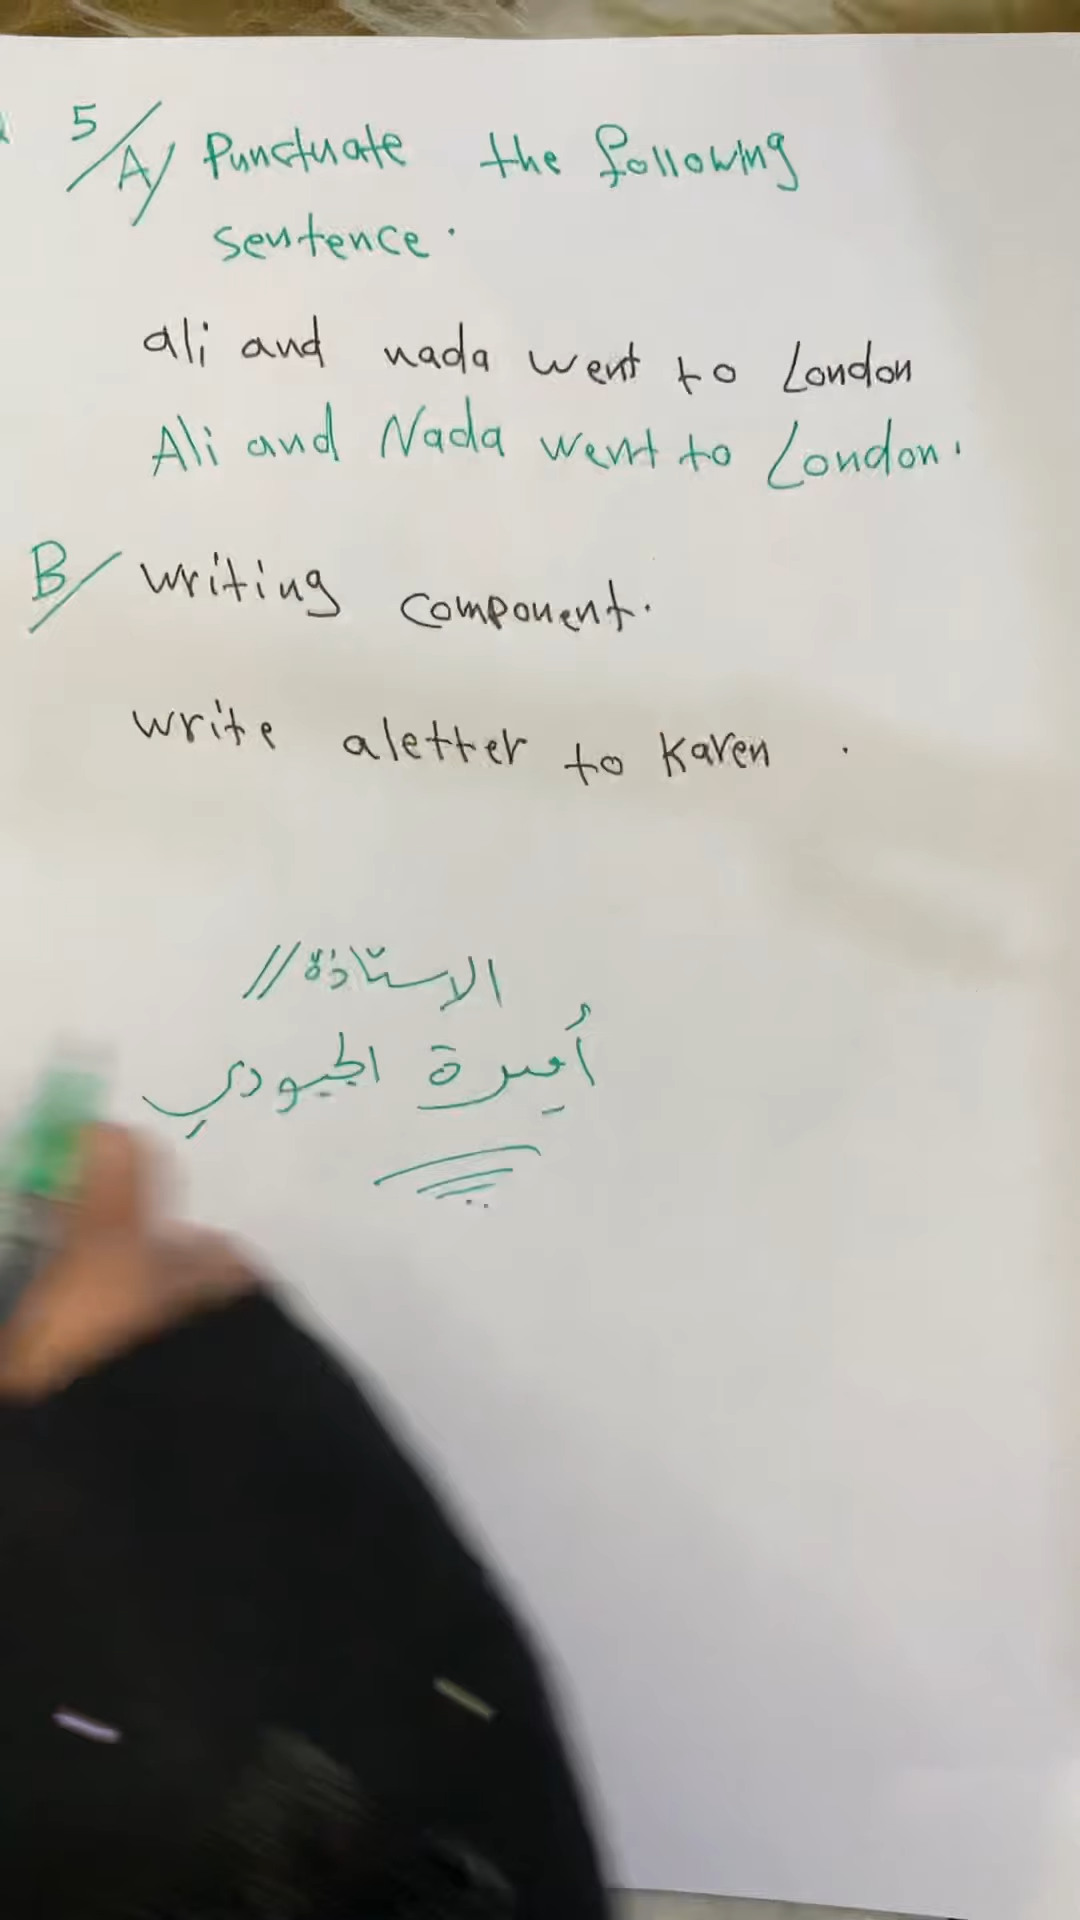 5/A/ Punctuate the following
sentence.
ali and nada went to London
Ali and Nada went to London.
B/ writing component.
write aletter to Karen .
الاستاذة //
أميرة الجبودي